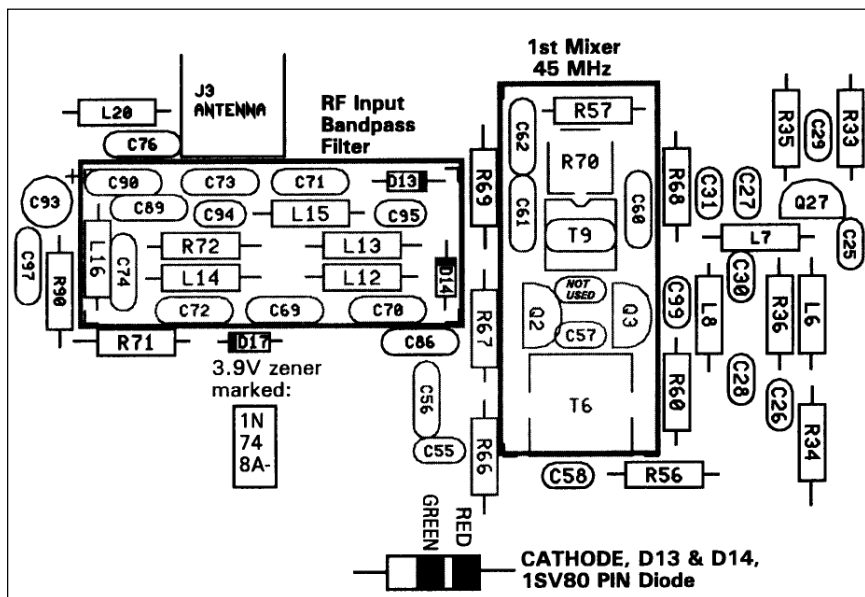 1st Mixer
45 MHz
J3
ANTENNA
RF Input
Bandpass
Filter
L20
C76
C90
C73
C71
D13
C93
+
C89
C94
L15
C95
C97
R90
L16
C74
R72
L13
L14
L12
D14
C72
C69
C70
R71
D17
C86
3.9V zener
marked:
1N
74
8A-
C56
C55
R69
R67
R66
C62
R57
R70
C61
C60
T9
NOT
USED
Q2
Q3
C57
T6
C58
R56
R68
C31
C27
R35
C29
R33
Q27
L7
C25
C99
L8
C30
R36
L6
R60
C28
C26
R34
GREEN
RED
CATHODE, D13 & D14,
1SV80 PIN Diode